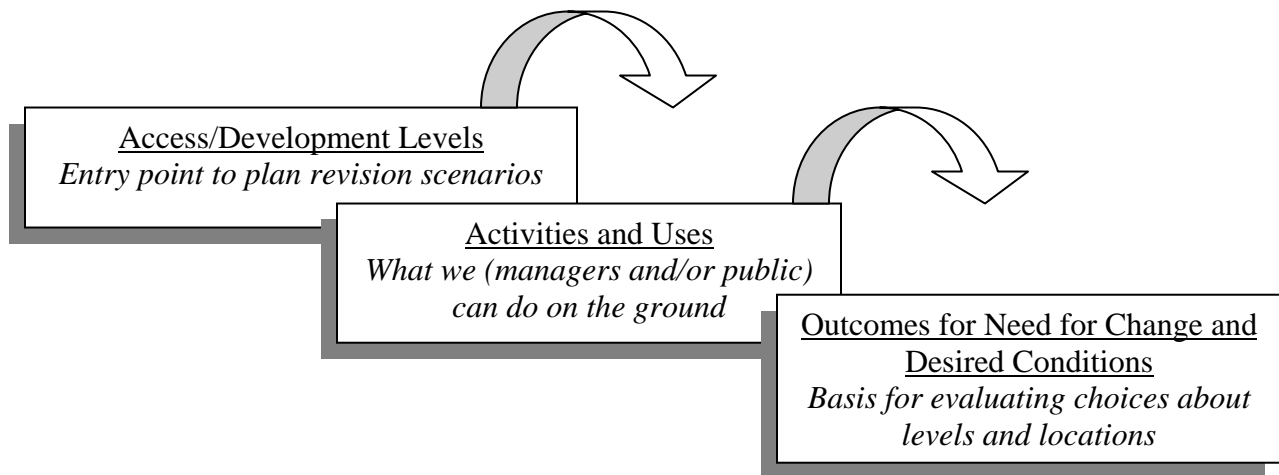 Access/Development Levels
Entry point to plan revision scenarios
Activities and Uses
What we (managers and/or public)
can do on the ground
Outcomes for Need for Change and
Desired Conditions
Basis for evaluating choices about
levels and locations